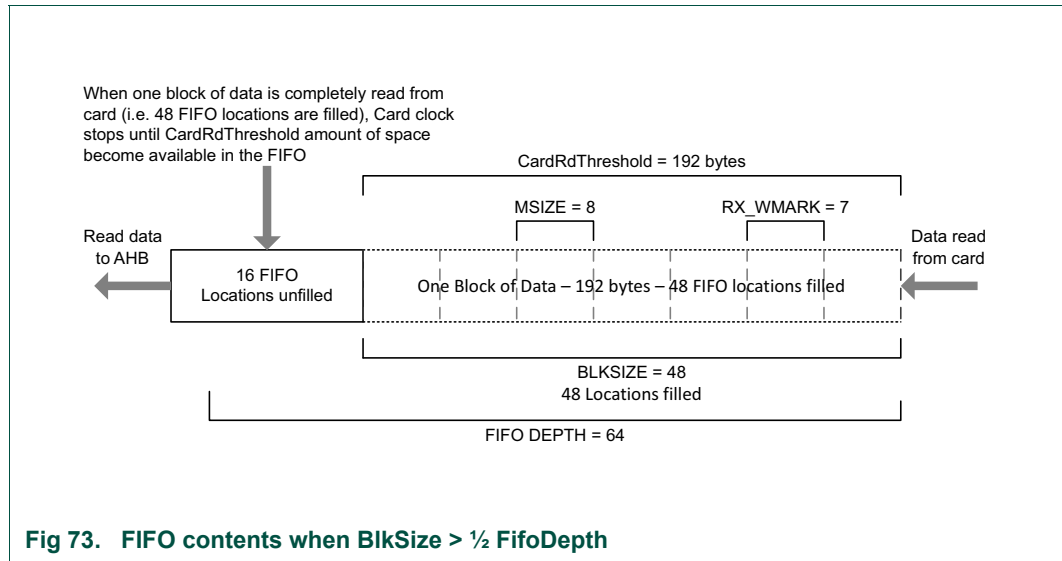 When one block of data is completely read from
card (i.e. 48 FIFO locations are filled), Card clock
stops until CardRdThreshold amount of space
become available in the FIFO
CardRdThreshold = 192 bytes
MSIZE = 8
RX_WMARK = 7
Read data
to AHB
16 FIFO
Locations unfilled
One Block of Data – 192 bytes – 48 FIFO locations filled
Data read
from card
BLKSIZE = 48
48 Locations filled
FIFO DEPTH = 64
Fig 73. FIFO contents when BlkSize > ½ FifoDepth